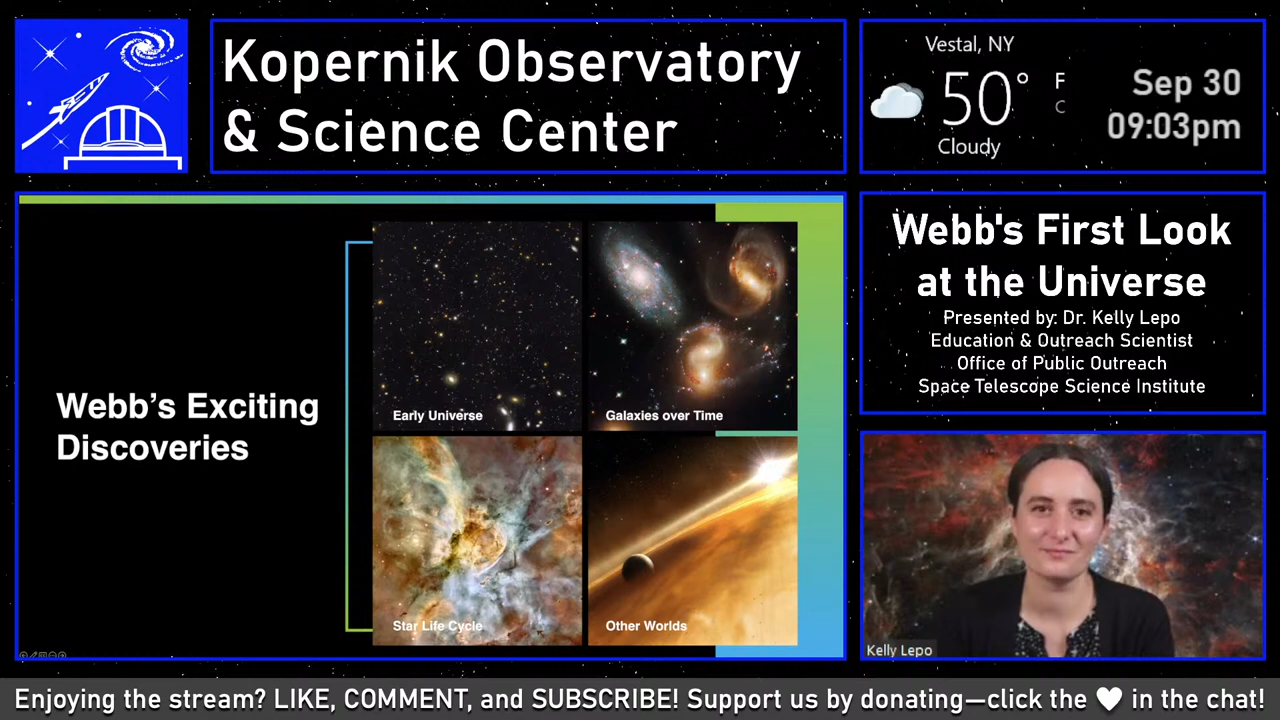 Kopernik Observatory
& Science Center
Vestal, NY
50° F
C
Cloudy
Sep 30
09:03pm
Webb's First Look
at the Universe
Presented by: Dr. Kelly Lepo
Education & Outreach Scientist
Office of Public Outreach
Space Telescope Science Institute
Webb’s Exciting
Discoveries
Early Universe
Galaxies over Time
Star Life Cycle
Other Worlds
Kelly Lepo
Enjoying the stream? LIKE, COMMENT, and SUBSCRIBE! Support us by donating—click the ♥ in the chat!